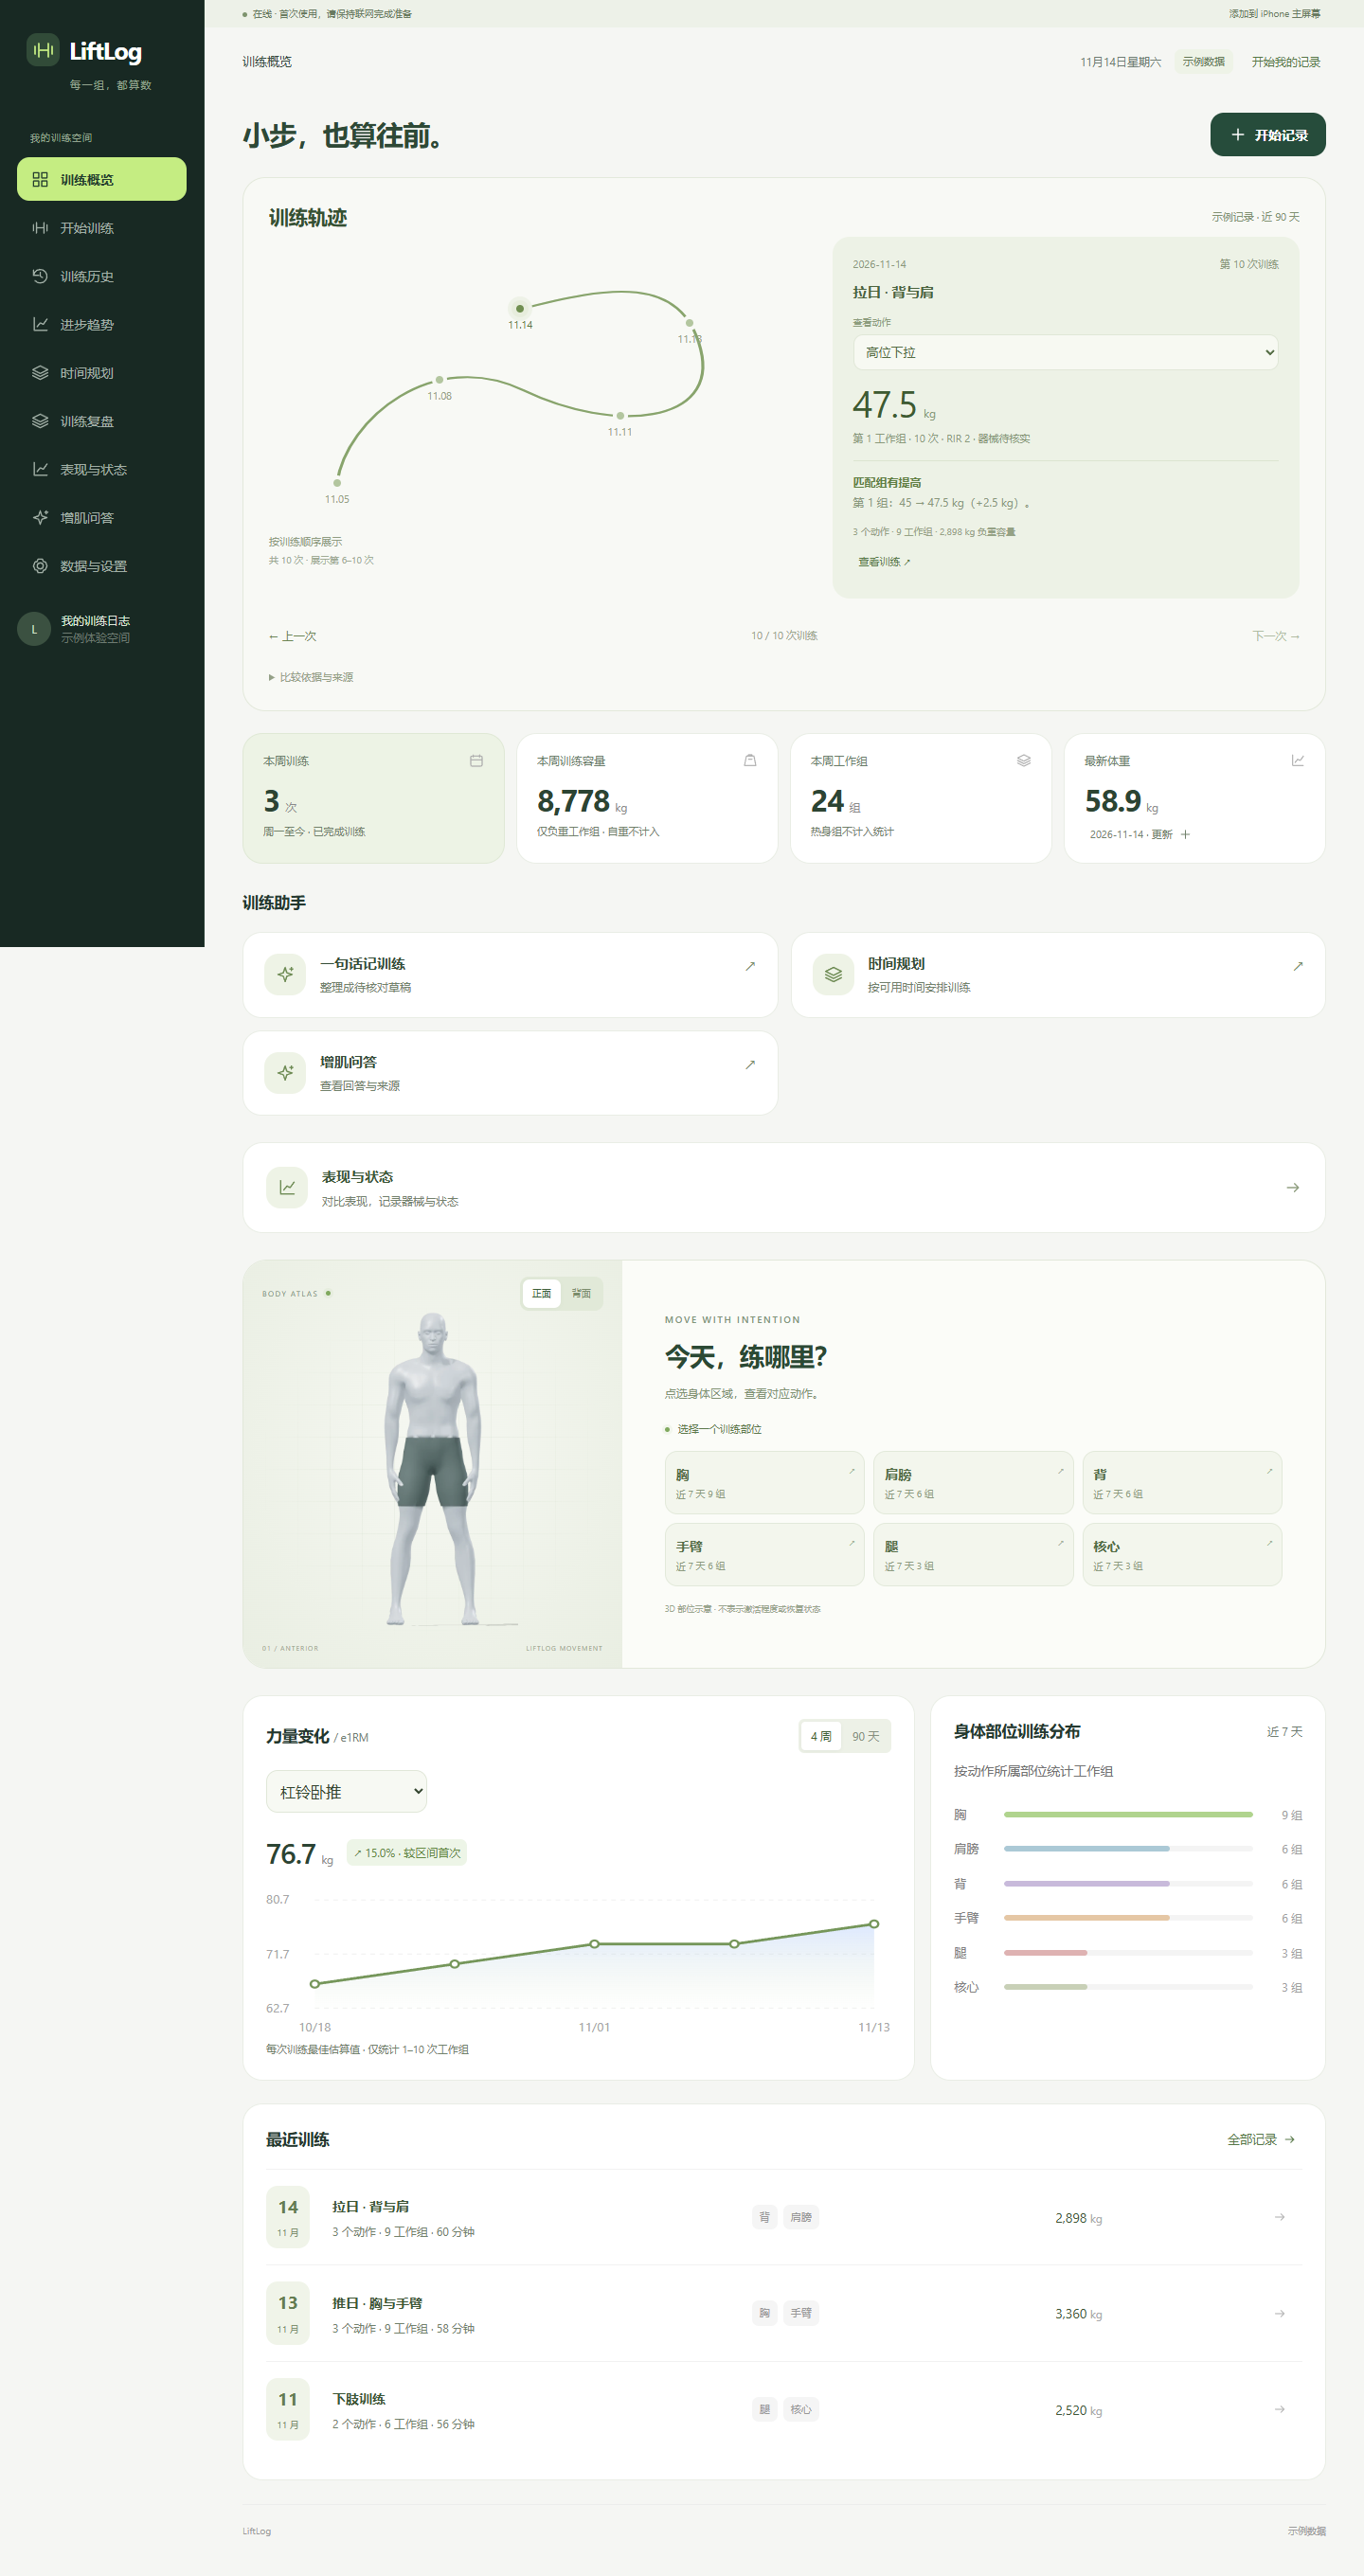 LiftLog
每一组，都算数
我的训练空间
训练概览
开始训练
训练历史
进步趋势
时间规划
训练复盘
表现与状态
增肌问答
数据与设置
L
我的训练日志
示例体验空间
在线 · 首次使用，请保持联网完成准备
添加到 iPhone 主屏幕
训练概览
11月14日星期六
示例数据
开始我的记录
小步，也算往前。
开始记录
训练轨迹
示例记录 · 近 90 天
11.14
11.13
11.08
11.11
11.05
按训练顺序展示
共 10 次 · 展示第 6–10 次
2026-11-14
第 10 次训练
拉日 · 背与肩
查看动作
高位下拉
47.5 kg
第 1 工作组 · 10 次 · RIR 2 · 器械待核实
匹配组有提高
第 1 组：45 → 47.5 kg（+2.5 kg）。
3 个动作 · 9 工作组 · 2,898 kg 负重容量
查看训练 ↗
← 上一次
10 / 10 次训练
下一次 →
▶ 比较依据与来源
本周训练
3 次
周一至今 · 已完成训练
本周训练容量
8,778 kg
仅负重工作组 · 自重不计入
本周工作组
24 组
热身组不计入统计
最新体重
58.9 kg
2026-11-14 · 更新
训练助手
一句话记训练
整理成待核对草稿
时间规划
按可用时间安排训练
增肌问答
查看回答与来源
表现与状态
对比表现，记录器械与状态
BODY ATLAS
正面
背面
01 / ANTERIOR
LIFTLOG MOVEMENT
MOVE WITH INTENTION
今天，练哪里？
点选身体区域，查看对应动作。
选择一个训练部位
胸
近 7 天 9 组
肩膀
近 7 天 6 组
背
近 7 天 6 组
手臂
近 7 天 6 组
腿
近 7 天 3 组
核心
近 7 天 3 组
3D 部位示意 · 不表示激活程度或恢复状态
力量变化 / e1RM
4 周
90 天
杠铃卧推
76.7 kg
↗ 15.0% · 较区间首次
80.7
71.7
62.7
10/18
11/01
11/13
每次训练最佳估算值 · 仅统计 1–10 次工作组
身体部位训练分布
近 7 天
按动作所属部位统计工作组
胸
9 组
肩膀
6 组
背
6 组
手臂
6 组
腿
3 组
核心
3 组
最近训练
全部记录
14
11 月
拉日 · 背与肩
3 个动作 · 9 工作组 · 60 分钟
背
肩膀
2,898 kg
13
11 月
推日 · 胸与手臂
3 个动作 · 9 工作组 · 58 分钟
胸
手臂
3,360 kg
11
11 月
下肢训练
2 个动作 · 6 工作组 · 56 分钟
腿
核心
2,520 kg
LiftLog
示例数据